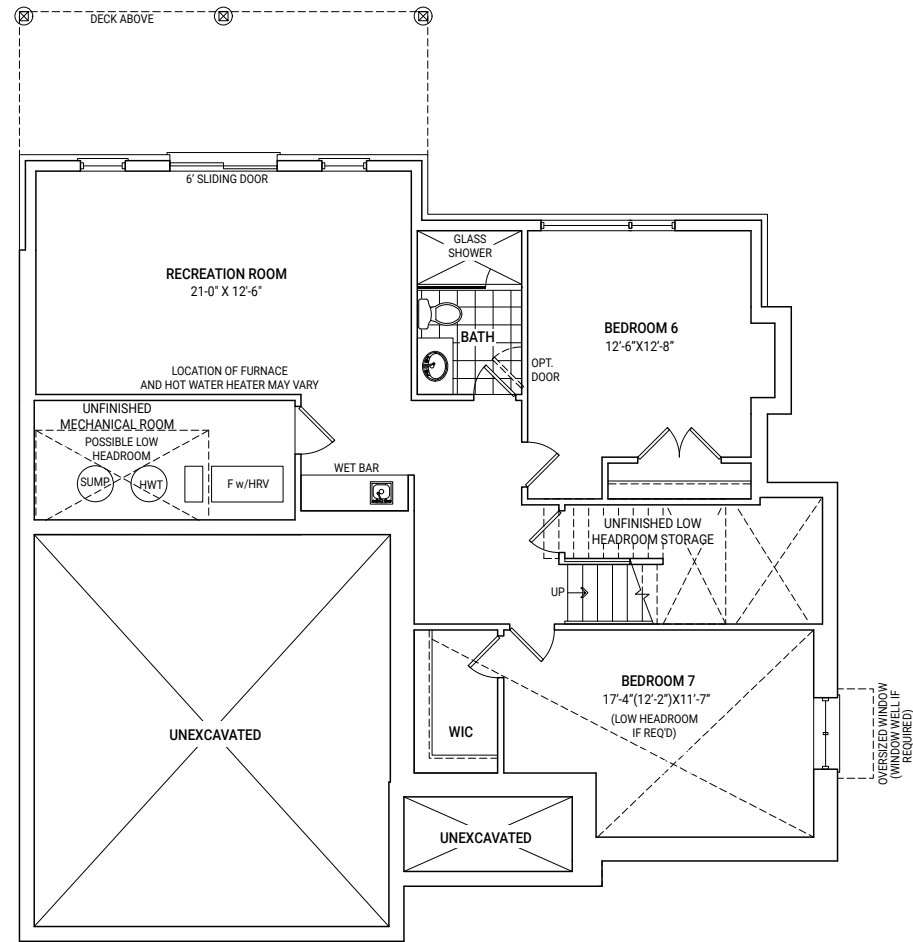 DECK ABOVE
6' SLIDING DOOR
GLASS
SHOWER
RECREATION ROOM
21-0" X 12'-6"
BATH
BEDROOM 6
12'-6"X12'-8"
OPT.
DOOR
LOCATION OF FURNACE
AND HOT WATER HEATER MAY VARY
UNFINISHED
MECHANICAL ROOM
POSSIBLE LOW
HEADROOM
SUMP
HWT
F w/HRV
WET BAR
UNFINISHED LOW
HEADROOM STORAGE
UP
BEDROOM 7
17'-4"(12'-2")X11'-7"
(LOW HEADROOM
IF REQ'D)
WIC
OVERSIZED WINDOW
(WINDOW WELL IF
REQUIRED)
UNEXCAVATED
UNEXCAVATED